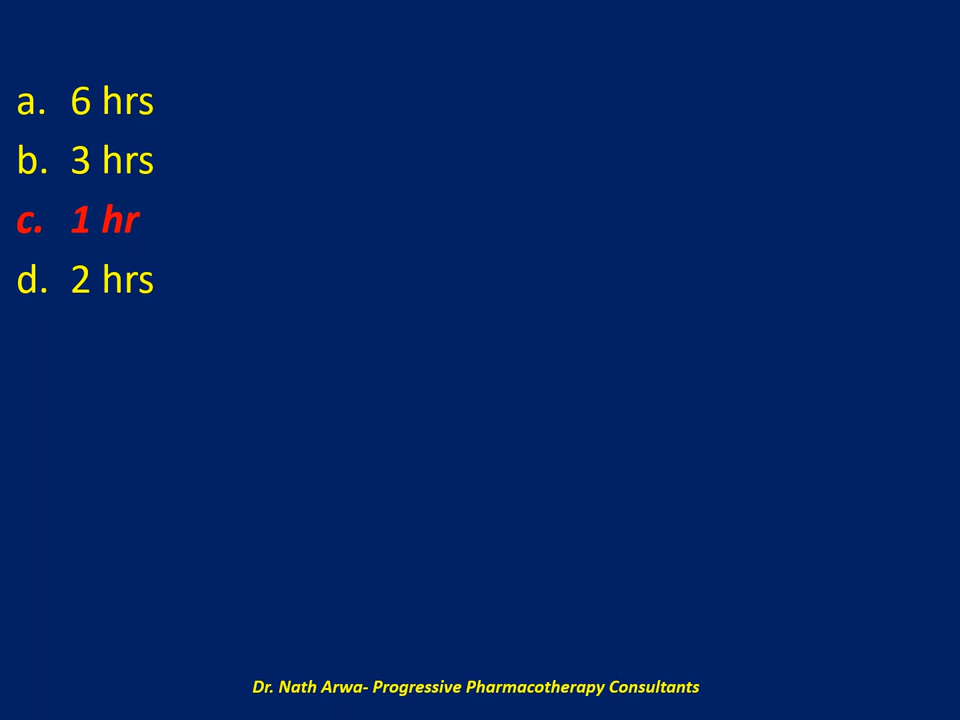 a. 6 hrs
b. 3 hrs
c. 1 hr
d. 2 hrs
Dr. Nath Arwa- Progressive Pharmacotherapy Consultants